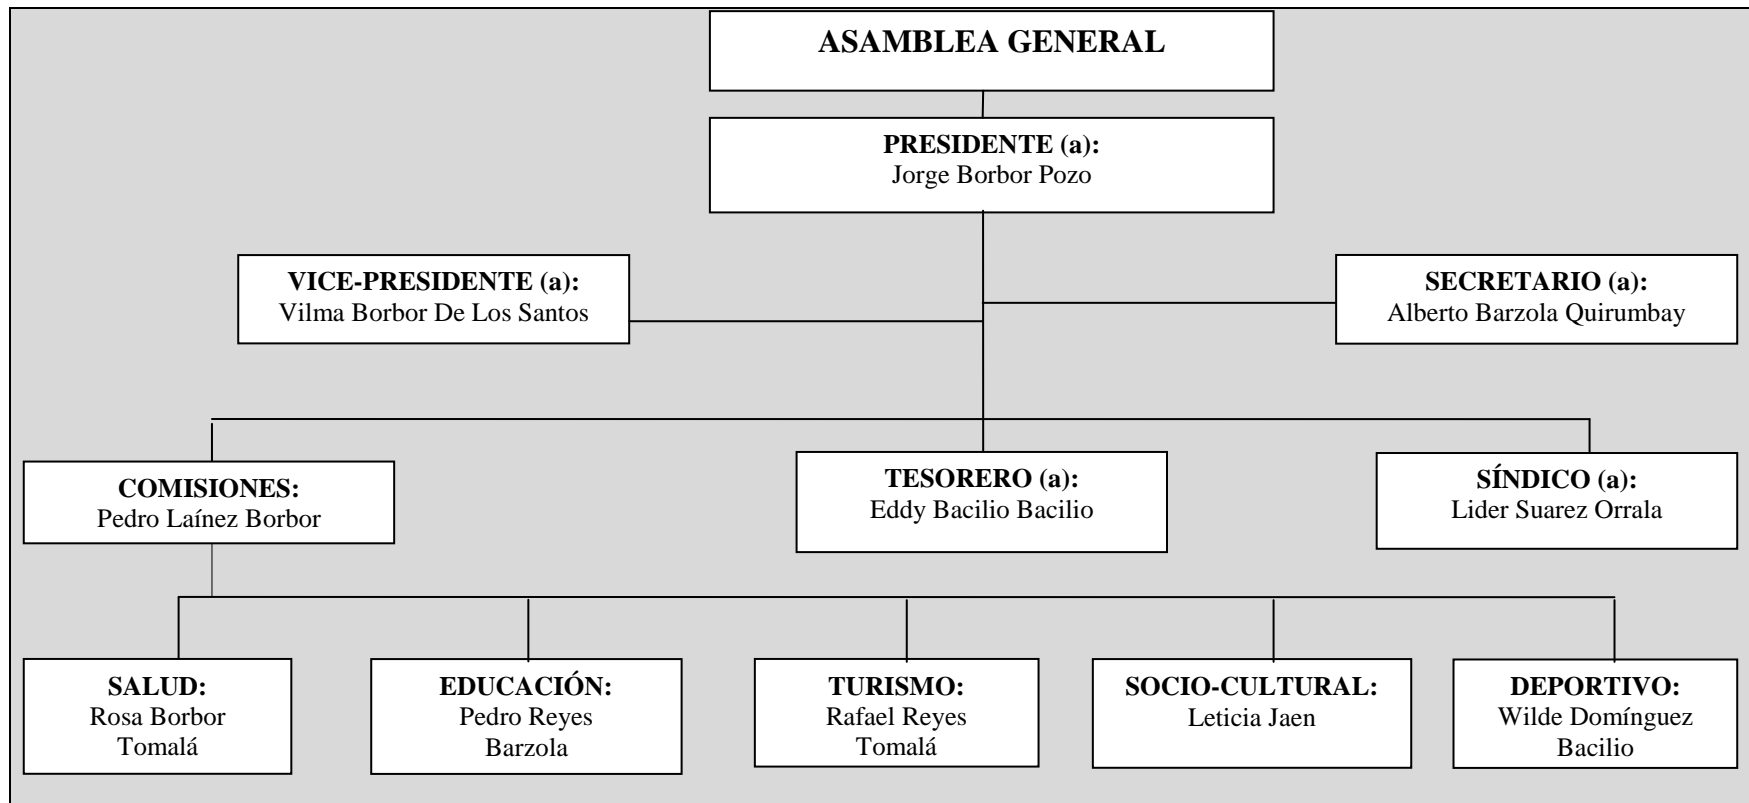 ASAMBLEA GENERAL
PRESIDENTE (a):
Jorge Borbor Pozo
VICE-PRESIDENTE (a):
Vilma Borbor De Los Santos
SECRETARIO (a):
Alberto Barzola Quirumbay
COMISIONES:
Pedro Laínez Borbor
TESORERO (a):
Eddy Bacilio Bacilio
SÍNDICO (a):
Lider Suarez Orrala
SALUD:
Rosa Borbor
Tomalá
EDUCACIÓN:
Pedro Reyes
Barzola
TURISMO:
Rafael Reyes
Tomalá
SOCIO-CULTURAL:
Leticia Jaen
DEPORTIVO:
Wilde Domínguez
Bacilio